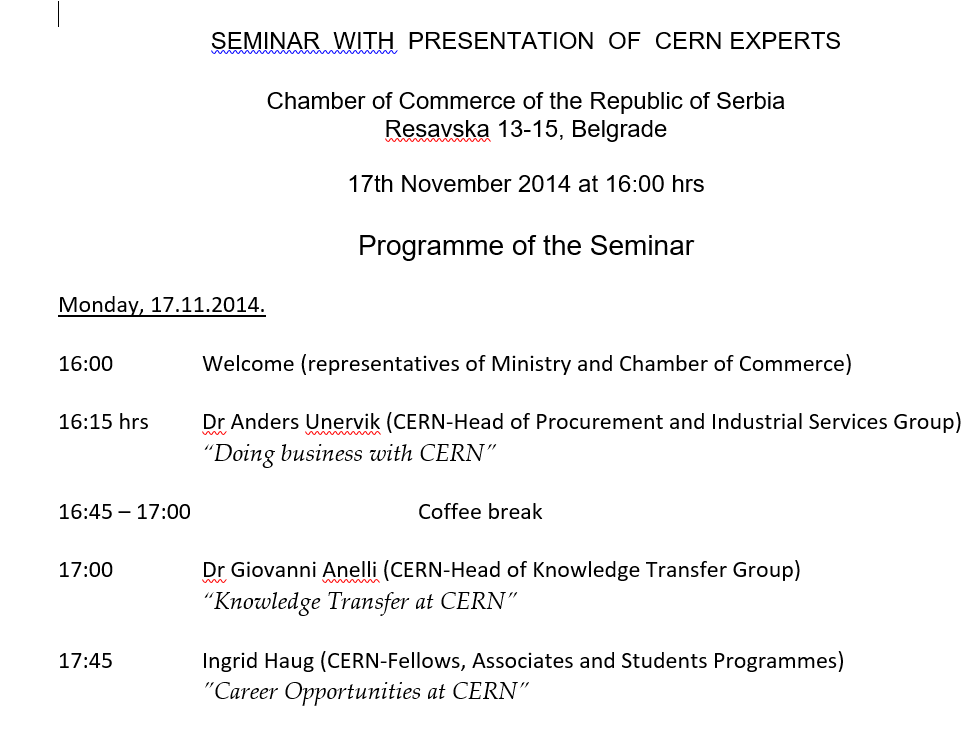 SEMINAR WITH PRESENTATION OF CERN EXPERTS
Chamber of Commerce of the Republic of Serbia
Resavska 13-15, Belgrade
17th November 2014 at 16:00 hrs
Programme of the Seminar
Monday, 17.11.2014.
16:00 Welcome (representatives of Ministry and Chamber of Commerce)
16:15 hrs Dr Anders Unervik (CERN-Head of Procurement and Industrial Services Group)
“Doing business with CERN”
16:45 – 17:00 Coffee break
17:00 Dr Giovanni Anelli (CERN-Head of Knowledge Transfer Group)
“Knowledge Transfer at CERN”
17:45 Ingrid Haug (CERN-Fellows, Associates and Students Programmes)
”Career Opportunities at CERN”